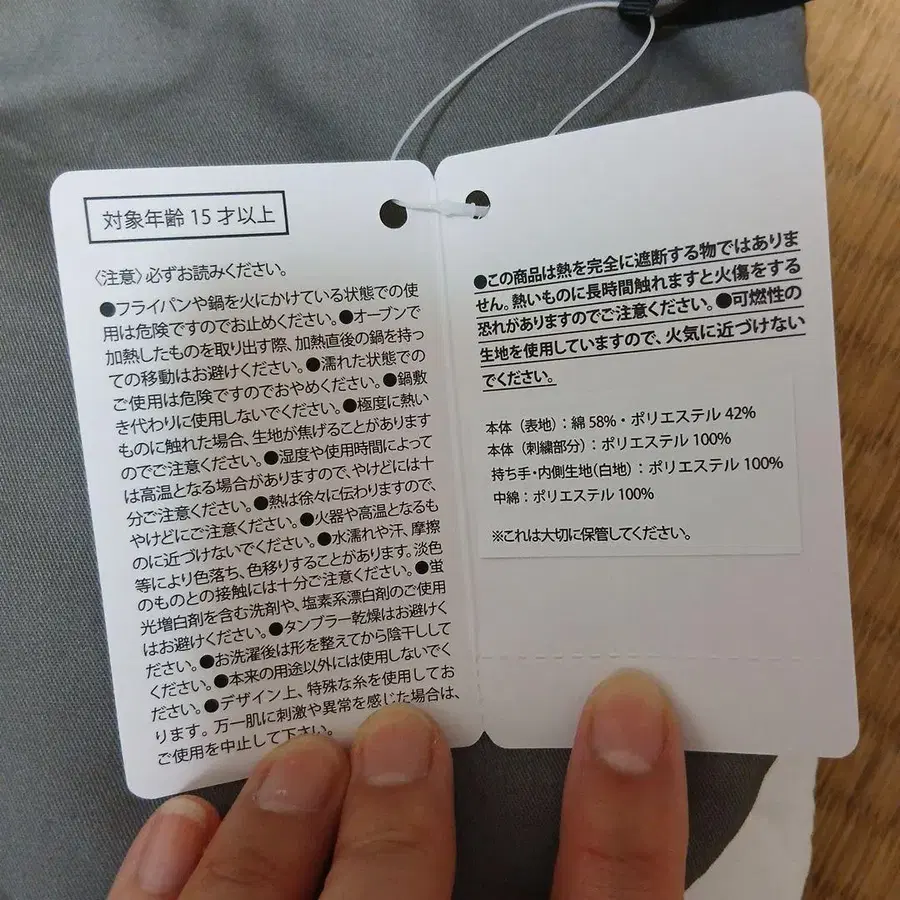 対象年齢 15 才以上
〈注意〉必ずお読みください。
●フライパンや鍋を火にかけている状態での使
用は危険ですのでお止めください。●オーブンで
加熱したものを取り出す際、加熱直後の鍋を持っ
ての移動はお避けください。●濡れた状態での
ご使用は危険ですのでおやめください。●鍋敷
き代わりに使用しないでください。●極度に熱い
ものに触れた場合、生地が焦げることがあります
のでご注意ください。●湿度や使用時間によって
は高温となる場合がありますので、やけどには十
分ご注意ください。●熱は徐々に伝わりますので、
やけどにご注意ください。●火器や高温となるも
のに近づけないでください。●水濡れや汗、摩擦
等により色落ち、色移りすることがあります。淡色
のものとの接触には十分ご注意ください。●蛍
光増白剤を含む洗剤や、塩素系漂白剤のご使用
はお避けください。●タンブラー乾燥はお避けく
ださい。●お洗濯後は形を整えてから陰干しして
ください。●本来の用途以外には使用しないでく
ださい。●デザイン上、特殊な糸を使用してお
ります。万一肌に刺激や異常を感じた場合は、
ご使用を中止して下さい。
●この商品は熱を完全に遮断する物ではありま
せん。熱いものに長時間触れますと火傷をする
恐れがありますのでご注意ください。●可燃性の
生地を使用していますので、火気に近づけない
でください。
本体（表地）：綿 58%・ポリエステル 42%
本体（刺繍部分）：ポリエステル 100%
持ち手・内側生地（白地）：ポリエステル 100%
中綿：ポリエステル 100%
※これは大切に保管してください。